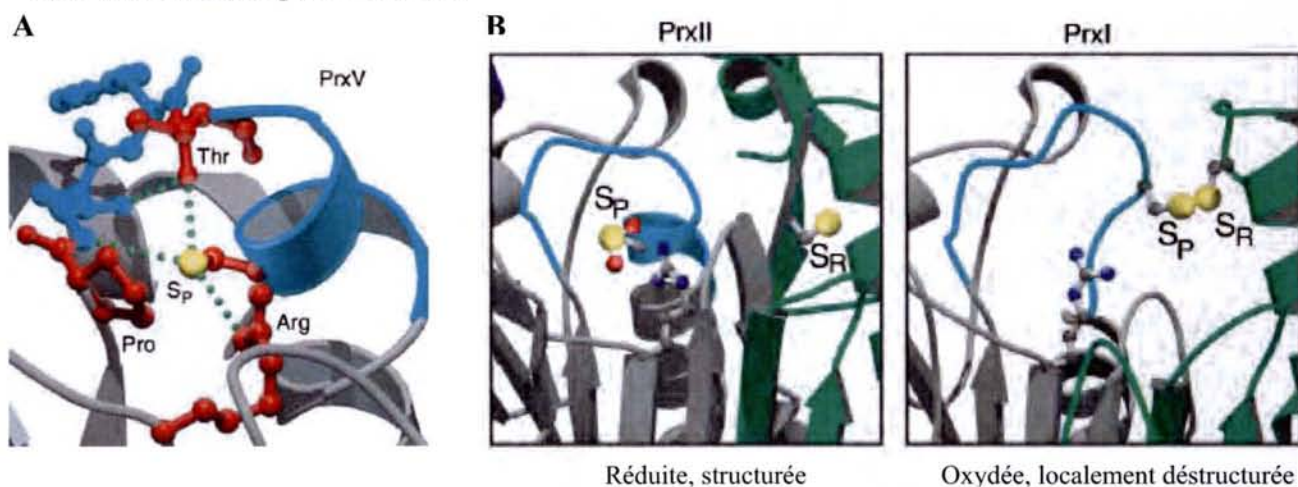 A
B
PrxII
PrxI
PrxV
Thr
SP
Arg
Pro
SP
SR
SP
SR
Réduite, structurée
Oxydée, localement déstructurée